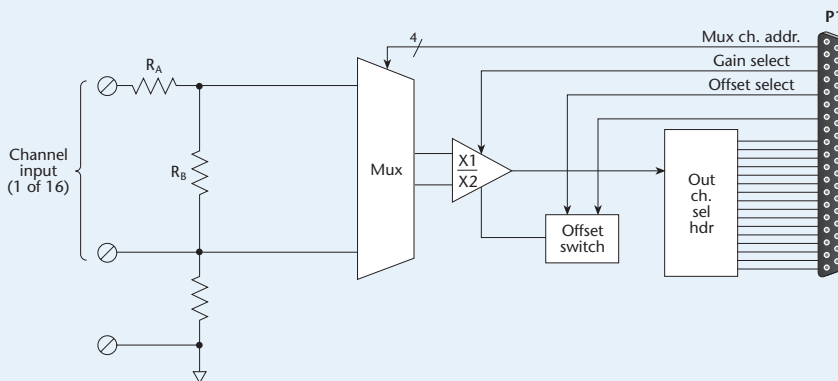 P1
4
Mux ch. addr.
Gain select
Offset select
RA
Channel
input
(1 of 16)
RB
Mux
X1
X2
Out
ch.
sel
hdr
Offset
switch